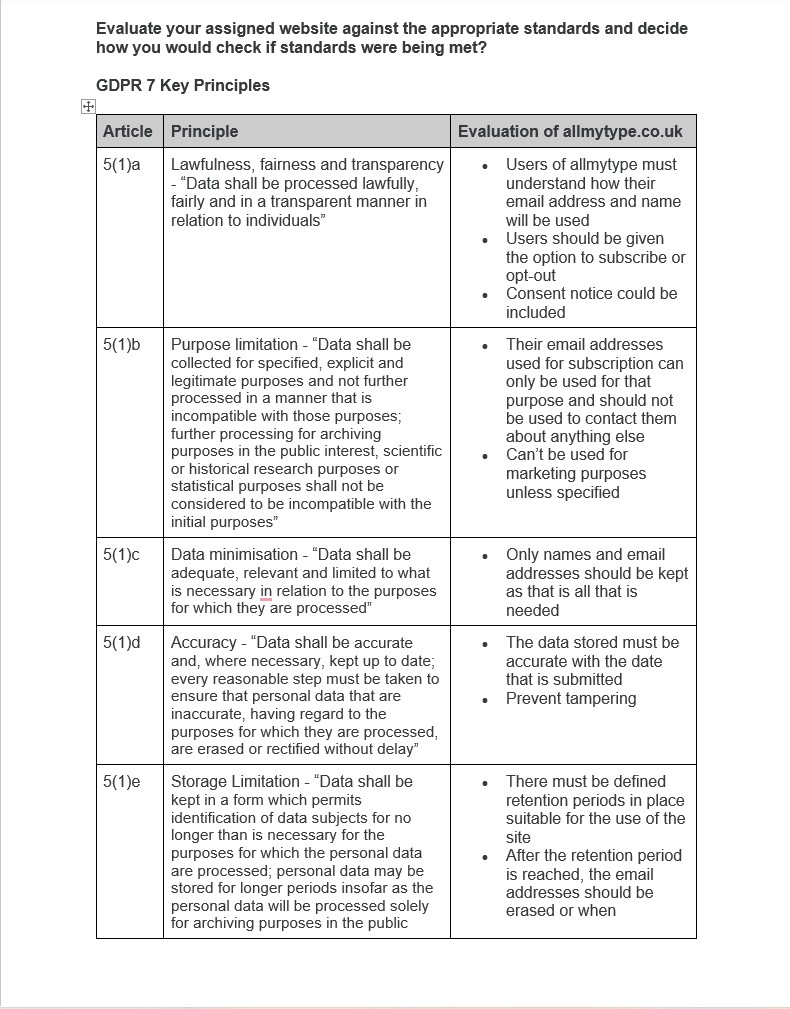 Evaluate your assigned website against the appropriate standards and decide
how you would check if standards were being met?
GDPR 7 Key Principles
Article Principle Evaluation of allmytype.co.uk
5(1)a
Lawfulness, fairness and transparency
- “Data shall be processed lawfully,
fairly and in a transparent manner in
relation to individuals”
• Users of allmytype must
understand how their
email address and name
will be used
• Users should be given
the option to subscribe or
opt-out
• Consent notice could be
included
5(1)b
Purpose limitation - “Data shall be
collected for specified, explicit and
legitimate purposes and not further
processed in a manner that is
incompatible with those purposes;
further processing for archiving
purposes in the public interest, scientific
or historical research purposes or
statistical purposes shall not be
considered to be incompatible with the
initial purposes”
• Their email addresses
used for subscription can
only be used for that
purpose and should not
be used to contact them
about anything else
• Can’t be used for
marketing purposes
unless specified
5(1)c
Data minimisation - “Data shall be
adequate, relevant and limited to what
is necessary in relation to the purposes
for which they are processed”
• Only names and email
addresses should be kept
as that is all that is
needed
5(1)d
Accuracy - “Data shall be accurate
and, where necessary, kept up to date;
every reasonable step must be taken to
ensure that personal data that are
inaccurate, having regard to the
purposes for which they are processed,
are erased or rectified without delay”
• The data stored must be
accurate with the date
that is submitted
• Prevent tampering
5(1)e
Storage Limitation - “Data shall be
kept in a form which permits
identification of data subjects for no
longer than is necessary for the
purposes for which the personal data
are processed; personal data may be
stored for longer periods insofar as the
personal data will be processed solely
for archiving purposes in the public
• There must be defined
retention periods in place
suitable for the use of the
site
• After the retention period
is reached, the email
addresses should be
erased or when